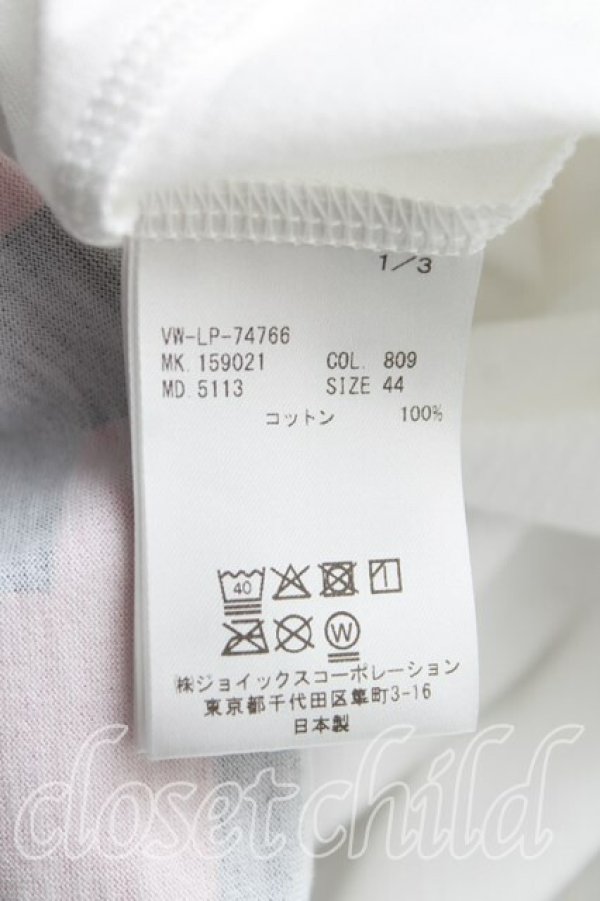 1/3
VW-LP-74766
MK. 159021 COL. 809
MD. 5113 SIZE 44
コットン 100%
40
W
㈱ジョイックスコーポレーション
東京都千代田区隼町3-16
日本製
closet child